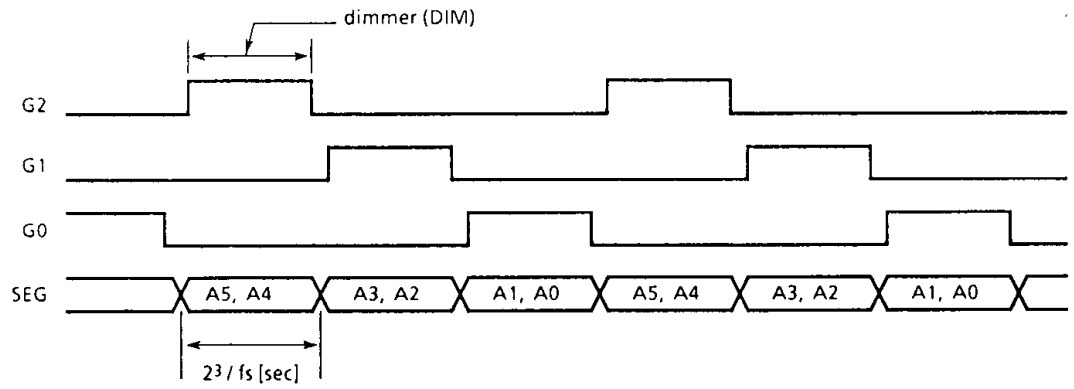 dimmer (DIM)
G2
G1
G0
SEG
A5, A4
A3, A2
A1, A0
A5, A4
A3, A2
A1, A0
2³ / fs [sec]